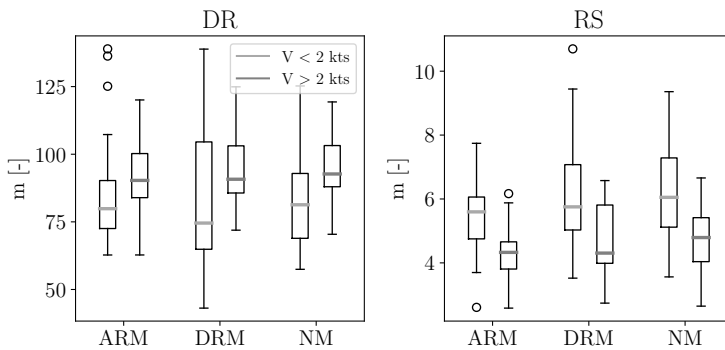 DR
m [-]
125
100
75
50
V < 2 kts
V > 2 kts
ARM DRM NM
RS
m [-]
10
8
6
4
ARM DRM NM